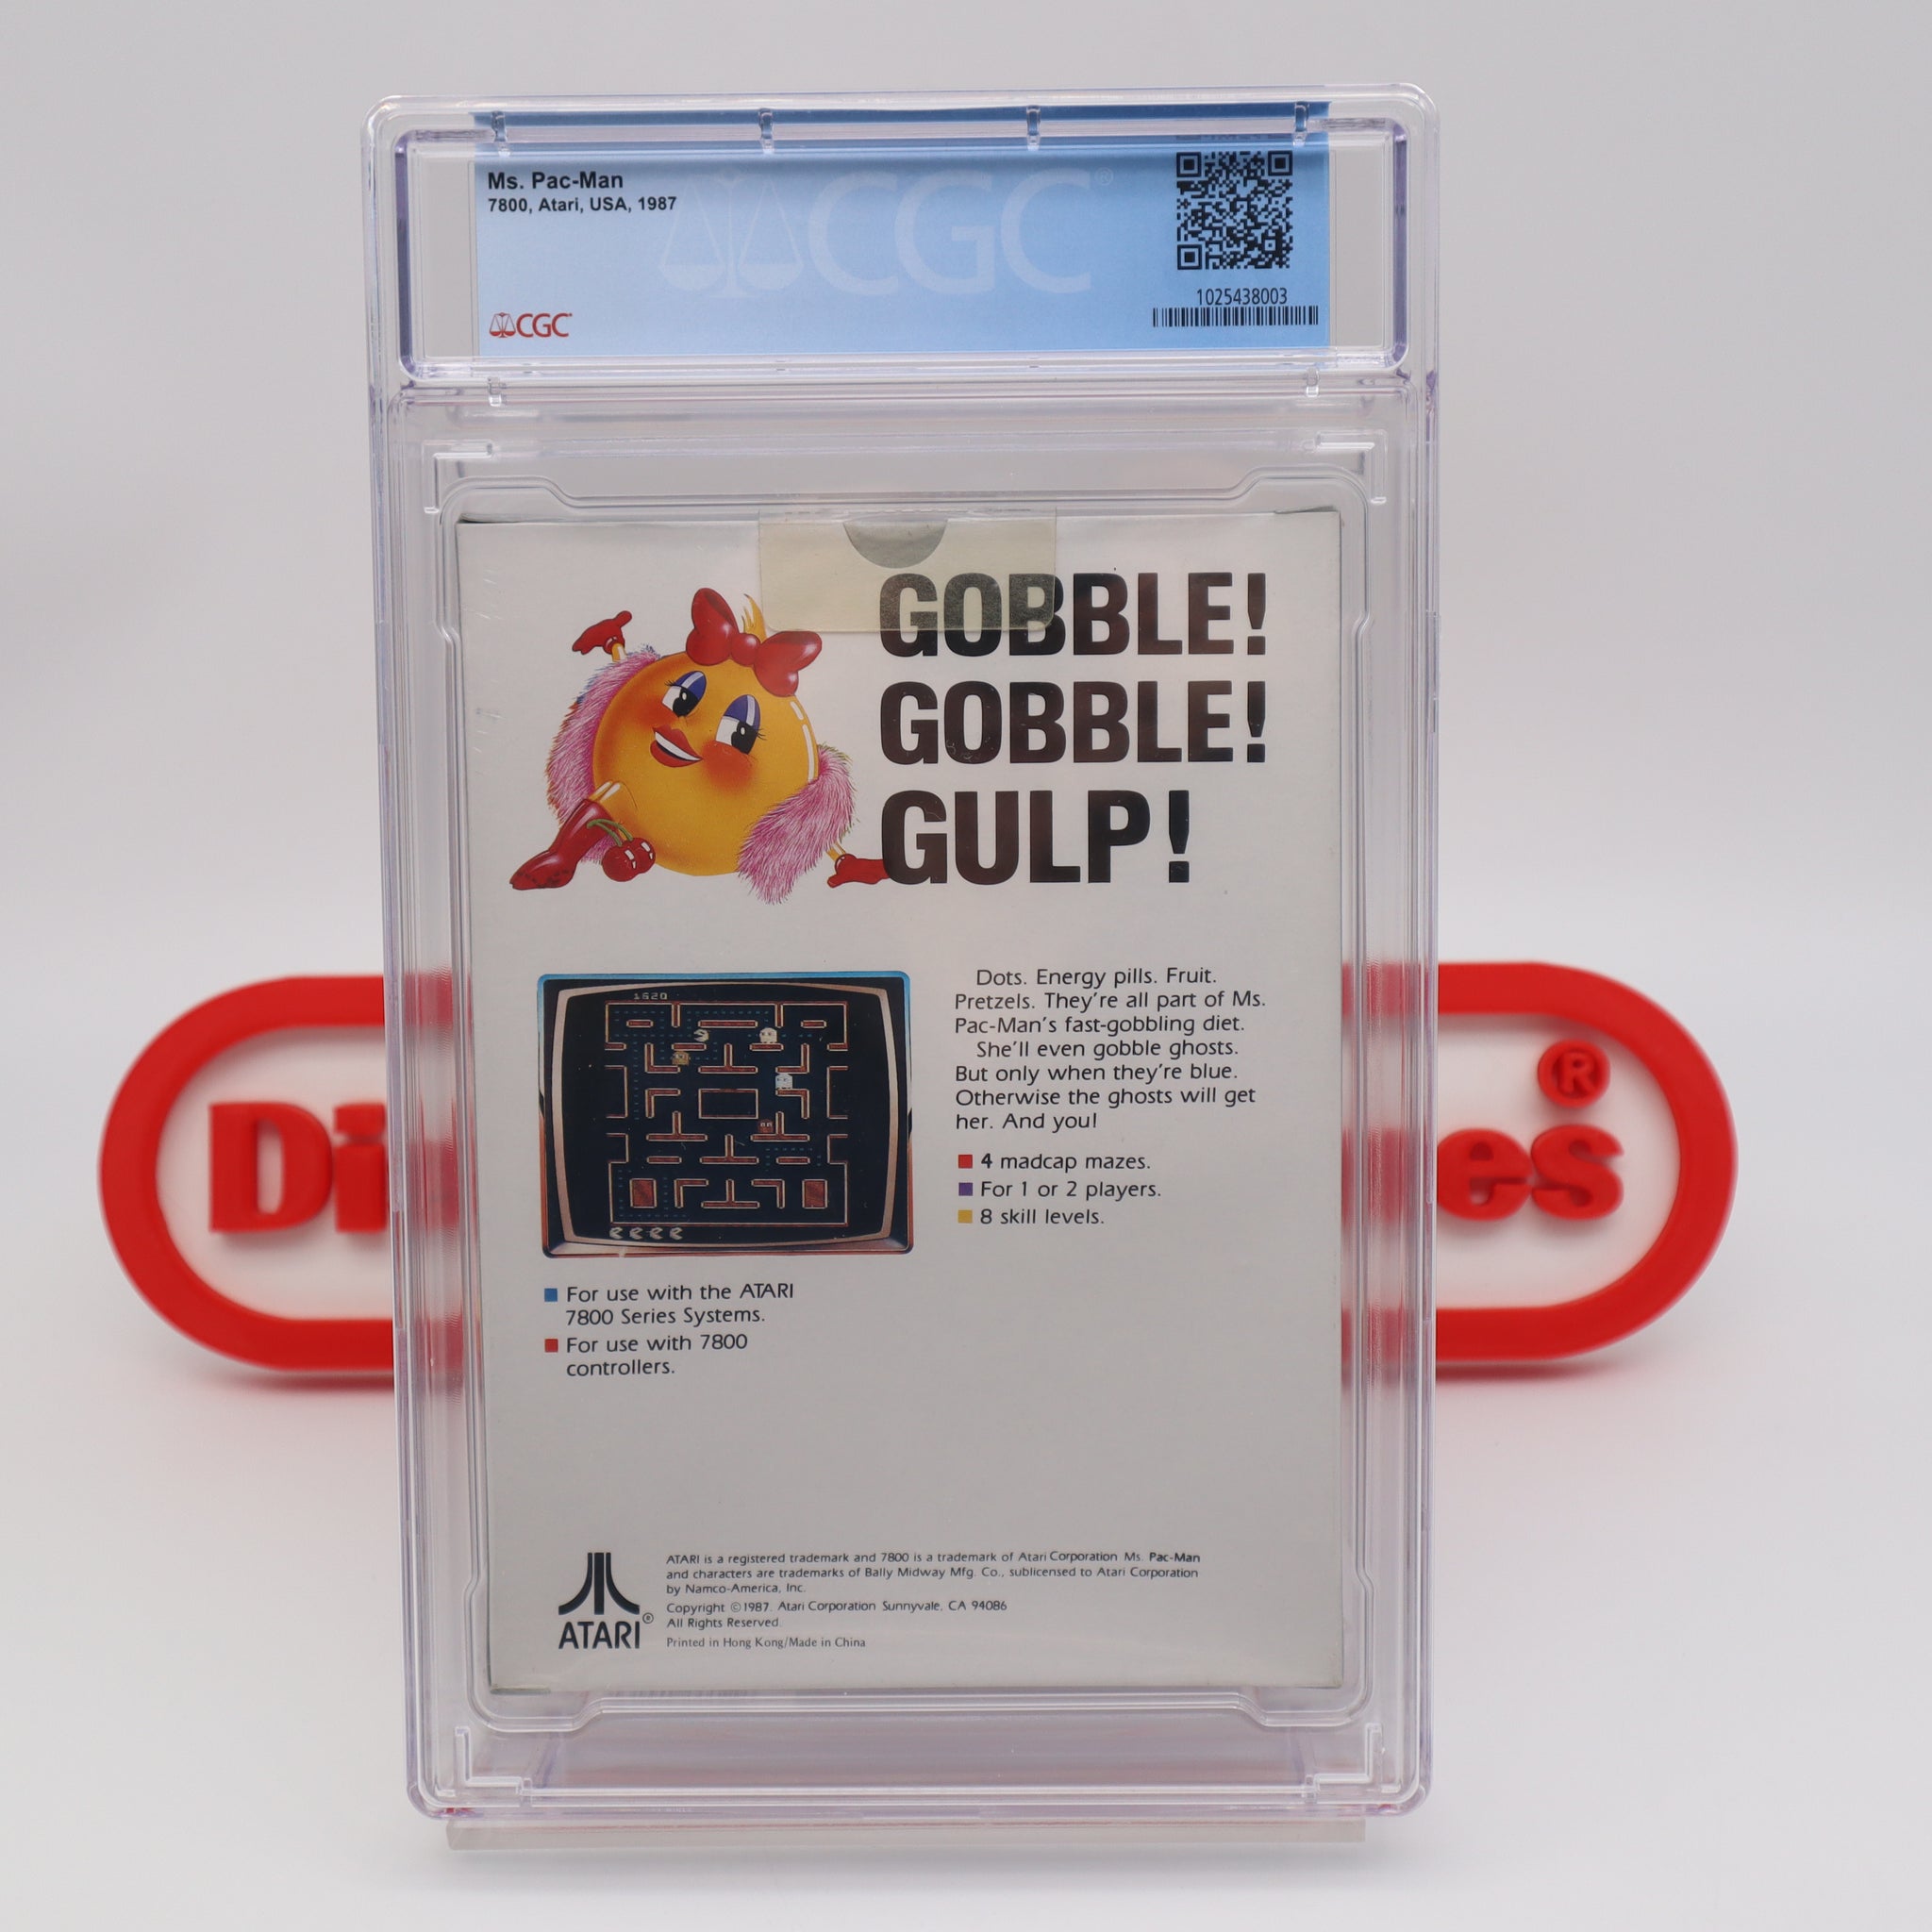 Ms. Pac-Man
7800, Atari, USA, 1987
CGC®
1025438003
CGC
GOBBLE!
GOBBLE!
GULP!
1620
Dots. Energy pills. Fruit.
Pretzels. They're all part of Ms.
Pac-Man's fast-gobbling diet.
She'll even gobble ghosts.
But only when they're blue.
Otherwise the ghosts will get
her. And you!
4 madcap mazes.
For 1 or 2 players.
8 skill levels.
For use with the ATARI
7800 Series Systems.
For use with 7800
controllers.
Di
es
®
ATARI®
ATARI is a registered trademark and 7800 is a trademark of Atari Corporation Ms. Pac-Man
and characters are trademarks of Bally Midway Mfg. Co., sublicensed to Atari Corporation
by Namco-America, Inc.
Copyright ©1987. Atari Corporation Sunnyvale, CA 94086
All Rights Reserved.
Printed in Hong Kong/Made in China